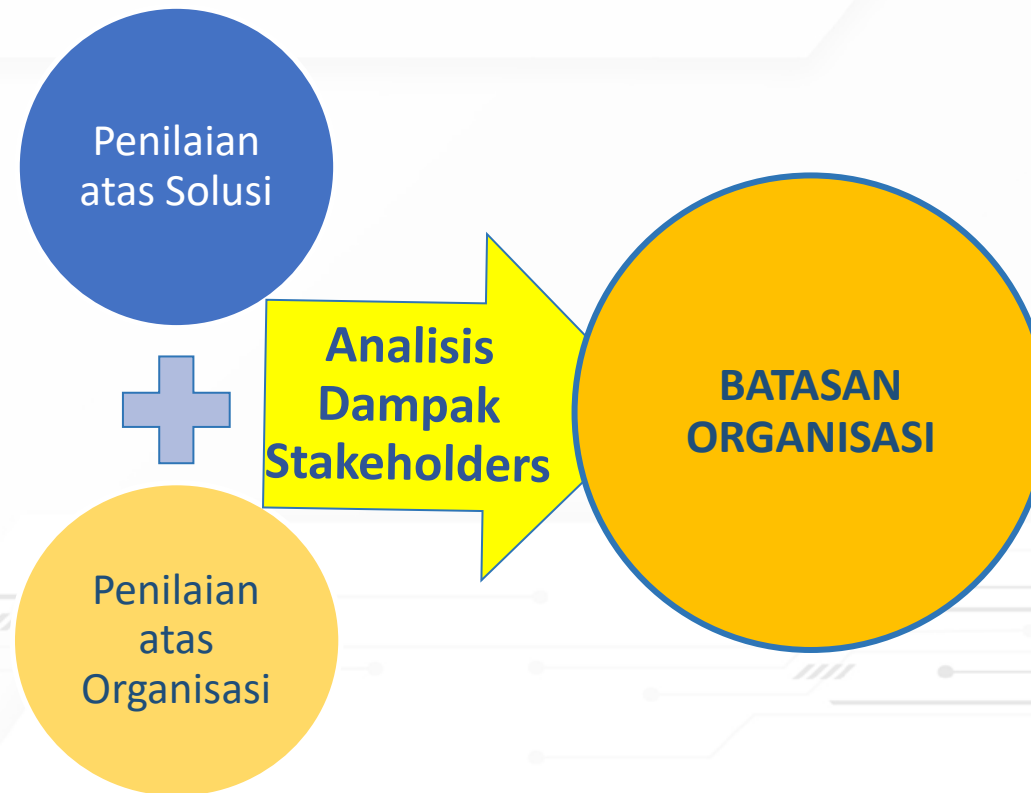 Penilaian
atas Solusi
Analisis
Dampak
Stakeholders
BATASAN
ORGANISASI
Penilaian
atas
Organisasi